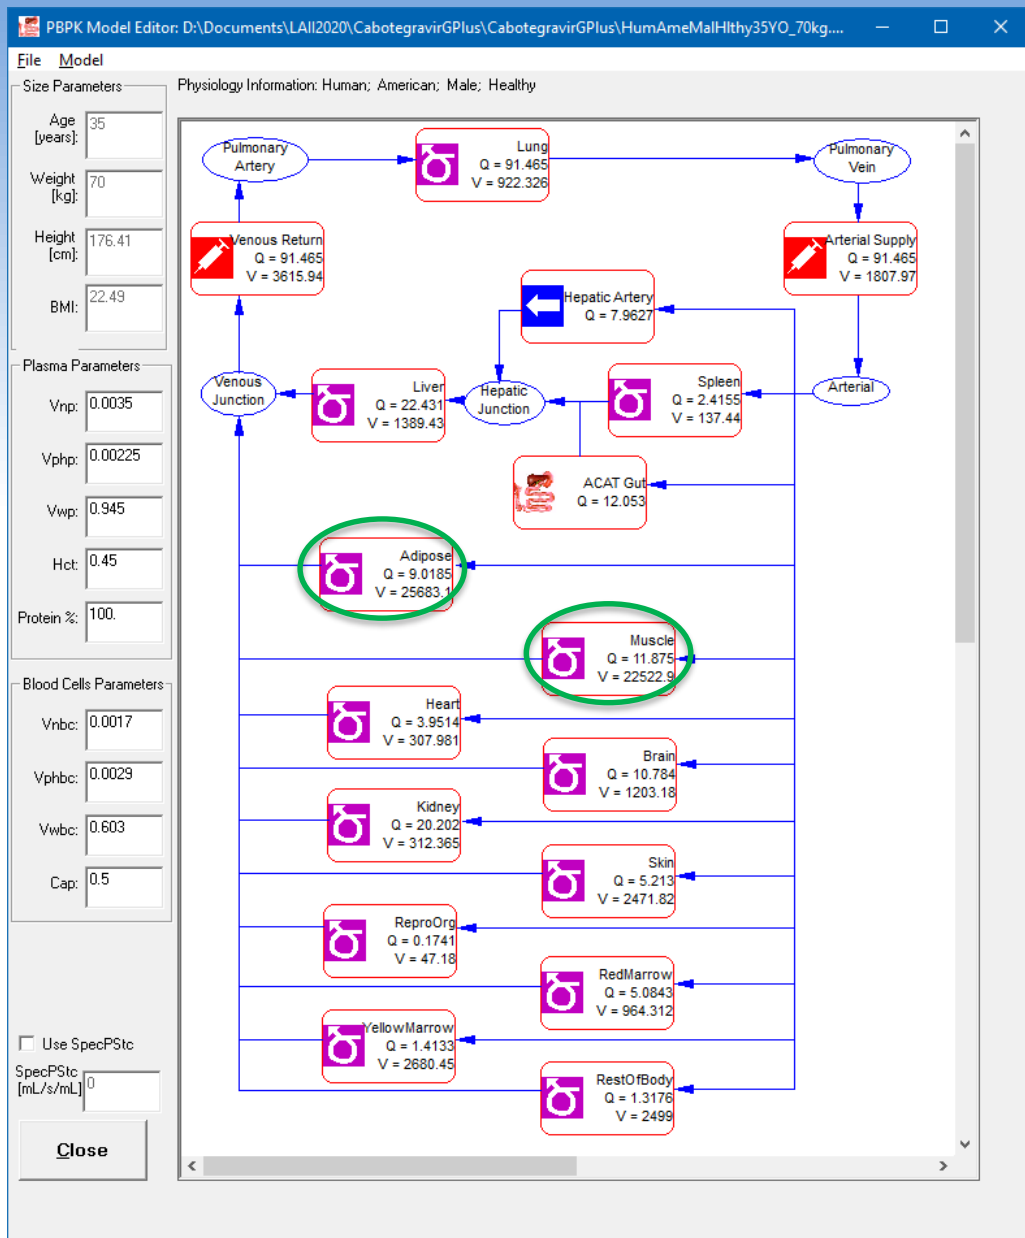 PBPK Model Editor: D:\Documents\LAII2020\CabotegravirGPlus\CabotegravirGPlus\HumAmeMalHlthy35YO_70kg....
File Model
Size Parameters
Age
[years]:
35
Weight
[kg]:
70
Height
[cm]:
176.41
BMI:
22.49
Plasma Parameters
Vnp:
0.0035
Vphp:
0.00225
Vwp:
0.945
Hct:
0.45
Protein %:
100.
Blood Cells Parameters
Vnbc:
0.0017
Vphbc:
0.0029
Vwbc:
0.603
Cap:
0.5
Use SpecPStc
SpecPStc
[mL/s/mL]
0
Close
Physiology Information: Human; American; Male; Healthy
Pulmonary
Artery
Lung
Q = 91.465
V = 922.326
Pulmonary
Vein
Venous Return
Q = 91.465
V = 3615.94
Arterial Supply
Q = 91.465
V = 1807.97
Hepatic Artery
Q = 7.9627
Venous
Junction
Liver
Q = 22.431
V = 1389.43
Hepatic
Junction
Spleen
Q = 2.4155
V = 137.44
Arterial
ACAT Gut
Q = 12.053
Adipose
Q = 9.0185
V = 25683.1
Muscle
Q = 11.875
V = 22522.9
Heart
Q = 3.9514
V = 307.981
Brain
Q = 10.784
V = 1203.18
Kidney
Q = 20.202
V = 312.365
Skin
Q = 5.213
V = 2471.82
ReproOrg
Q = 0.1741
V = 47.18
RedMarrow
Q = 5.0843
V = 964.312
YellowMarrow
Q = 1.4133
V = 2680.45
RestOfBody
Q = 1.3176
V = 2499